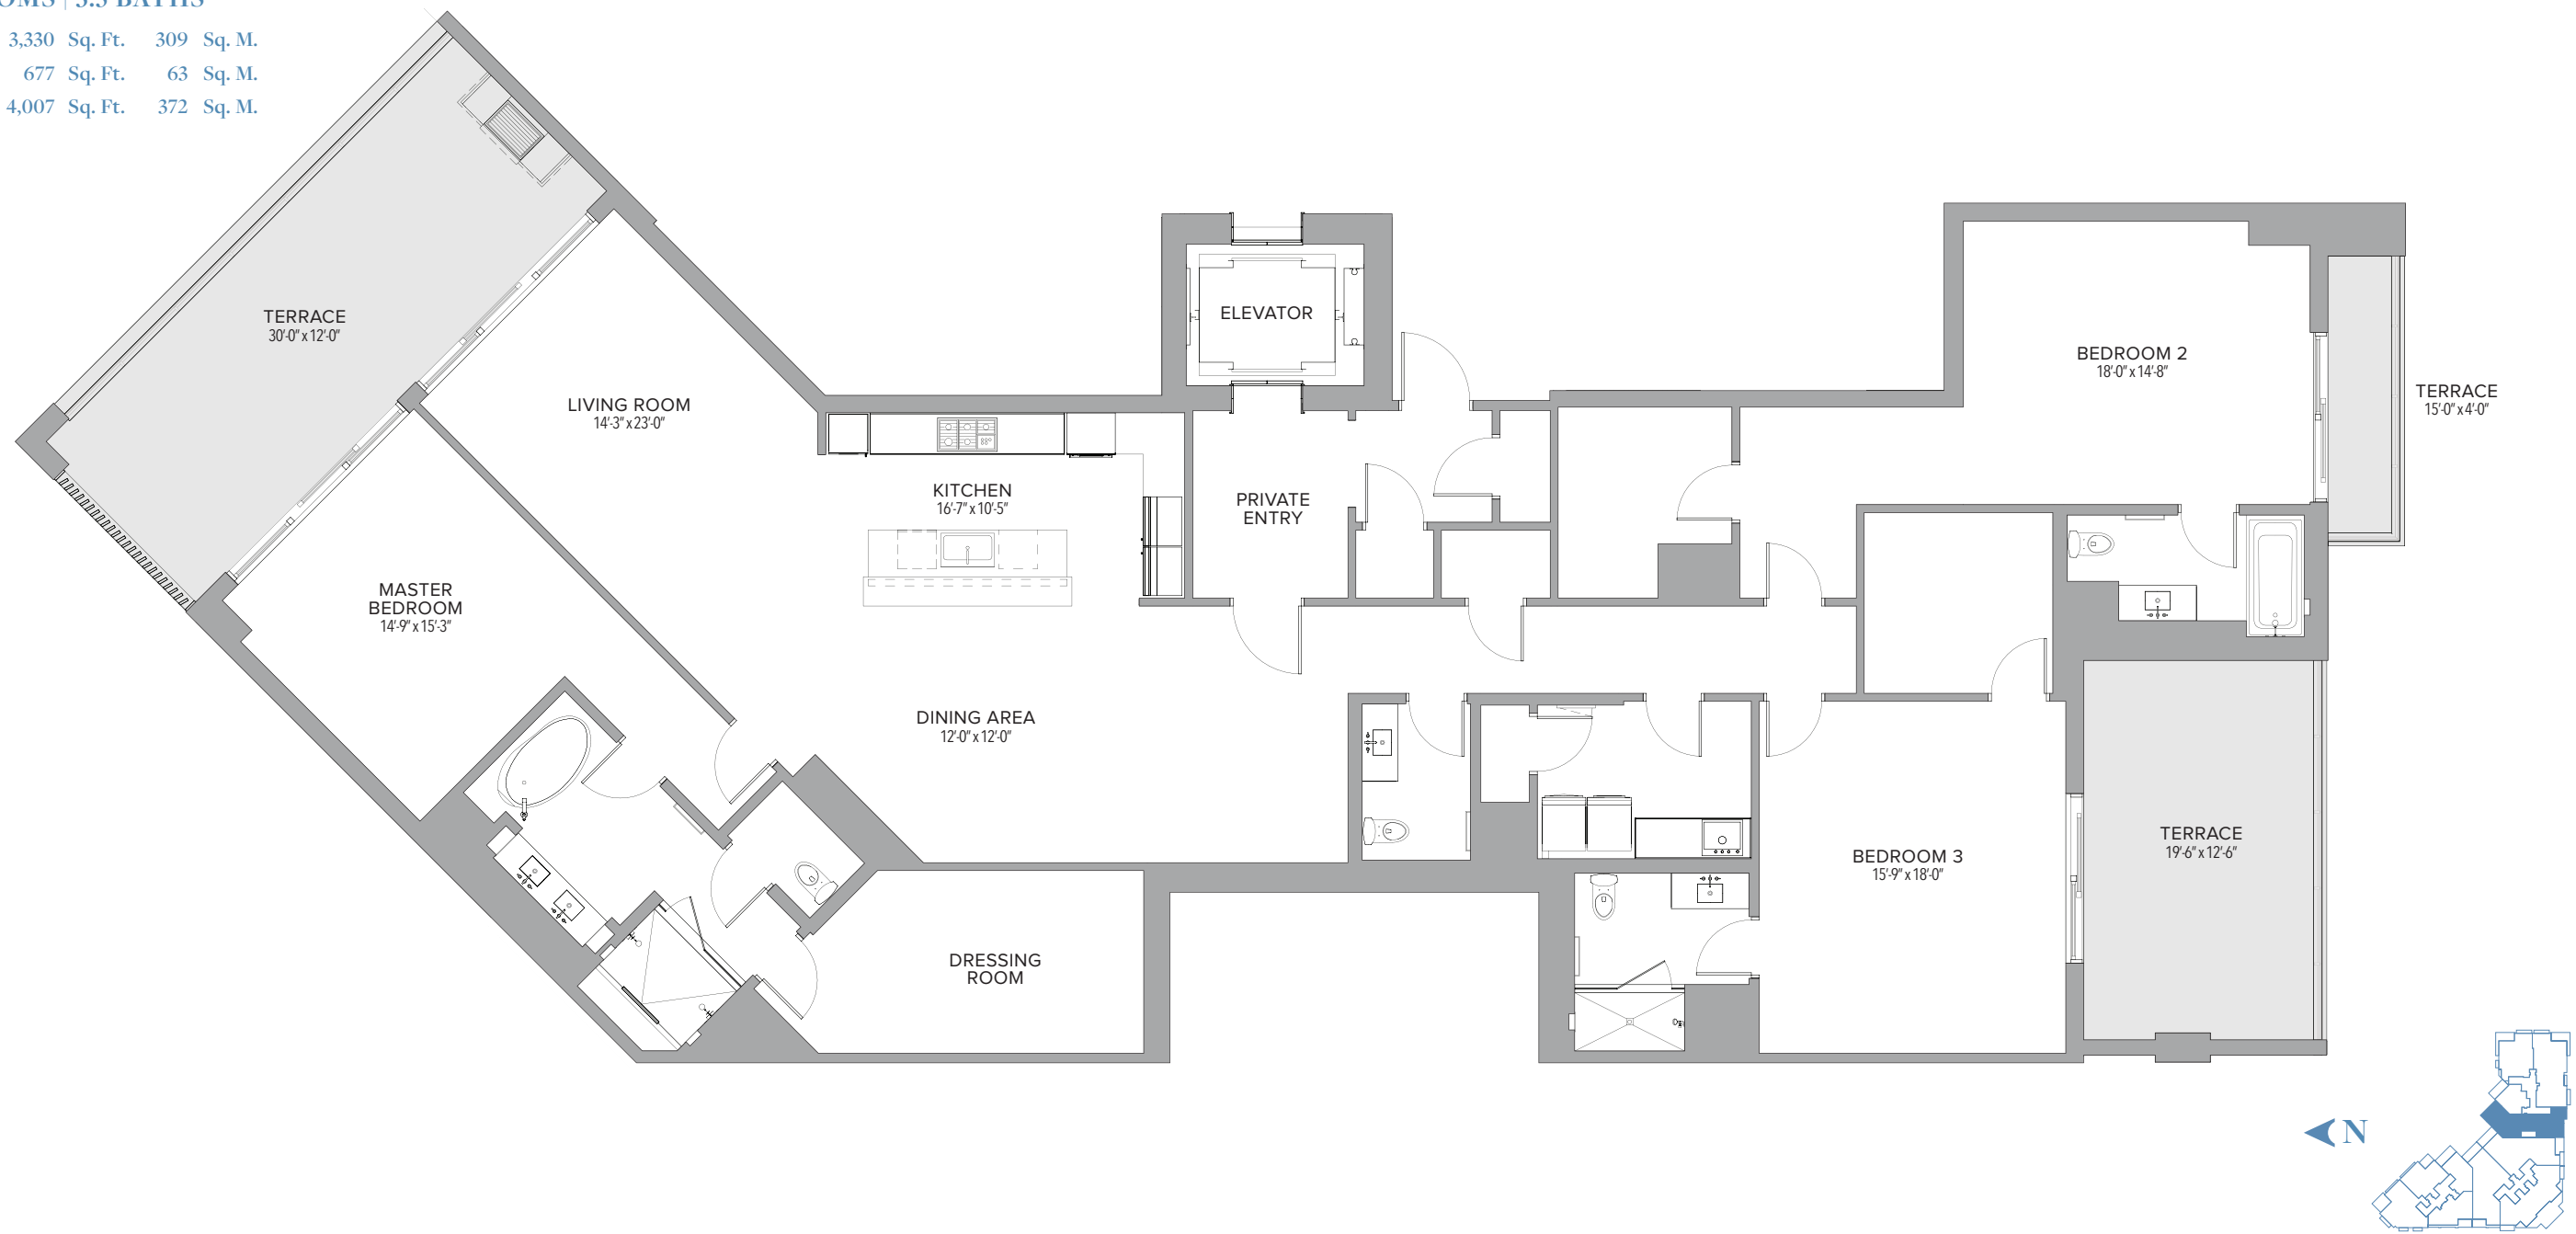 3.5 BATHS
3,330 Sq. Ft. 309 Sq. M.
677 Sq. Ft. 63 Sq. M.
4,007 Sq. Ft. 372 Sq. M.
TERRACE
30'-0" x 12'-0"
LIVING ROOM
14'-3" x 23'-0"
MASTER
BEDROOM
14'-9" x 15'-3"
KITCHEN
16'-7" x 10'-5"
DINING AREA
12'-0" x 12'-0"
DRESSING
ROOM
ELEVATOR
PRIVATE
ENTRY
BEDROOM 2
18'-0" x 14'-8"
TERRACE
15'-0" x 4'-0"
BEDROOM 3
15'-9" x 18'-0"
TERRACE
19'-6" x 12'-6"
N